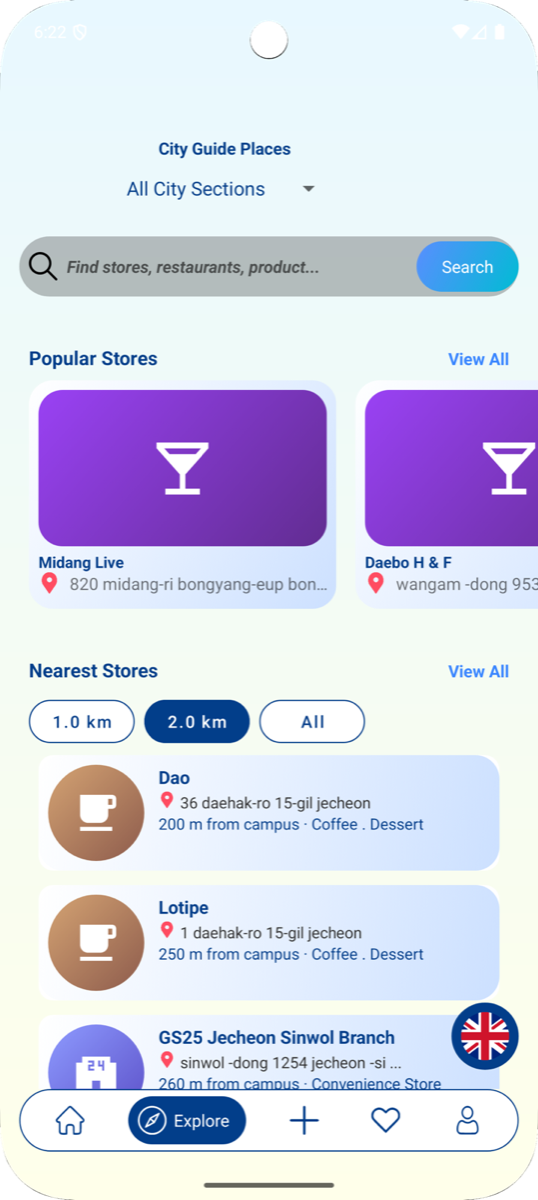 6:22
City Guide Places
All City Sections
Find stores, restaurants, product...
Search
Popular Stores
View All
Midang Live
820 midang-ri bongyang-eup bon...
Daebo H & F
wangam -dong 953
Nearest Stores
View All
1.0 km
2.0 km
All
Dao
36 daehak-ro 15-gil jecheon
200 m from campus · Coffee . Dessert
Lotipe
1 daehak-ro 15-gil jecheon
250 m from campus · Coffee . Dessert
24
GS25 Jecheon Sinwol Branch
sinwol -dong 1254 jecheon -si ...
260 m from campus · Convenience Store
Explore